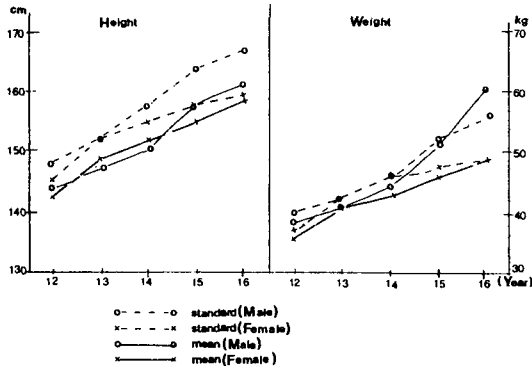 cm
Height
Weight
kg
170
160
150
140
130
70
60
50
40
30
12 13 14 15 16
12 13 14 15 16 (Year)
standard (Male)
standard (Female)
mean (Male)
mean (Female)